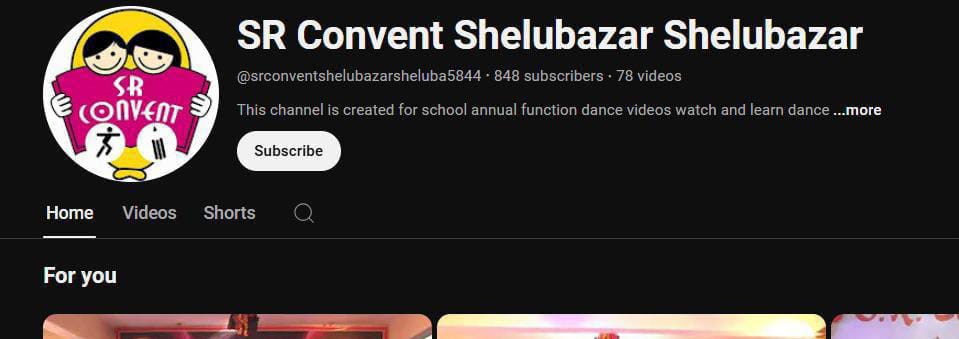 SR Convent Shelubazar Shelubazar
@srconventshelubazarsheluba5844 · 848 subscribers · 78 videos
This channel is created for school annual function dance videos watch and learn dance ...more
SR
CONVENT
Subscribe
Home Videos Shorts
For you